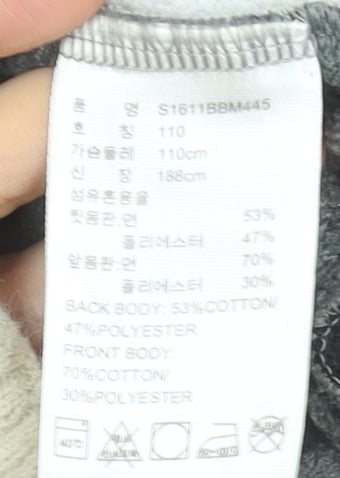 품 명 S1611BBM445
호 칭 110
가슴둘레 110cm
신 장 188cm
섬유혼용율
뒷몸판:면 53%
폴리에스터 47%
앞몸판:면 70%
폴리에스터 30%
BACK BODY: 53%COTTON/
47%POLYESTER
FRONT BODY:
70%COTTON/
30%POLYESTER